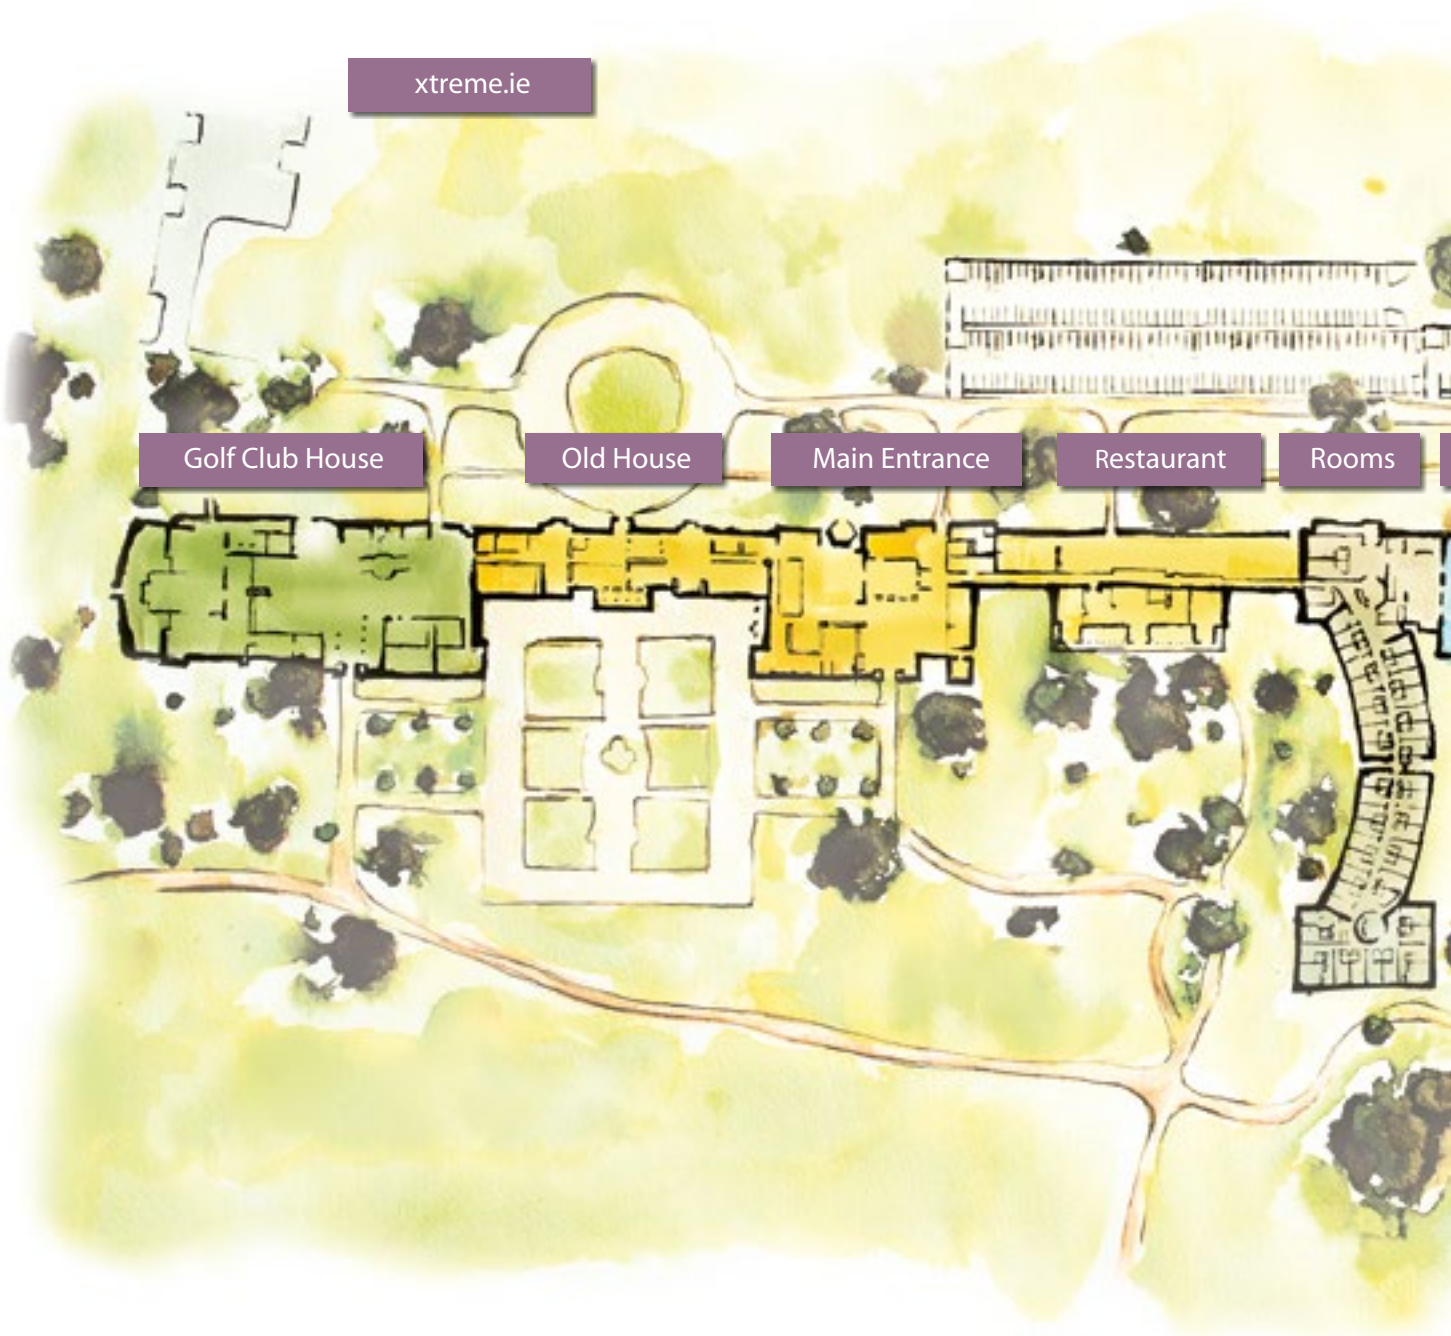 xtreme.ie
Golf Club House
Old House
Main Entrance
Restaurant
Rooms